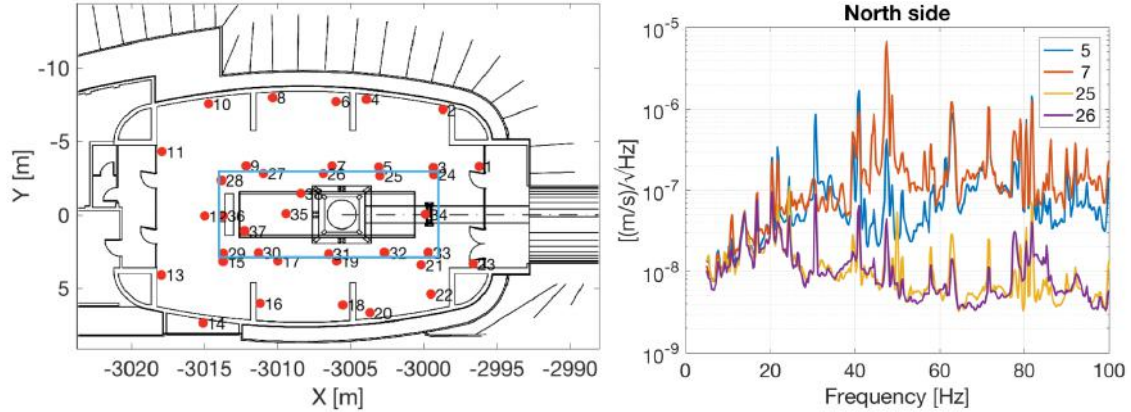 -10
-5
0
5
Y [m]
-3020 -3015 -3010 -3005 -3000 -2995 -2990
X [m]
10 8 6 4 2
11 9 27 7 26 5 25 3 24 1
28 38
12 36 35 34
37
29 30 31 32 33
15 17 19 21 23
13 16 18 22
14 20
North side
10-5
10-6
10-7
10-8
10-9
[(m/s)/√Hz]
5
7
25
26
0 20 40 60 80 100
Frequency [Hz]